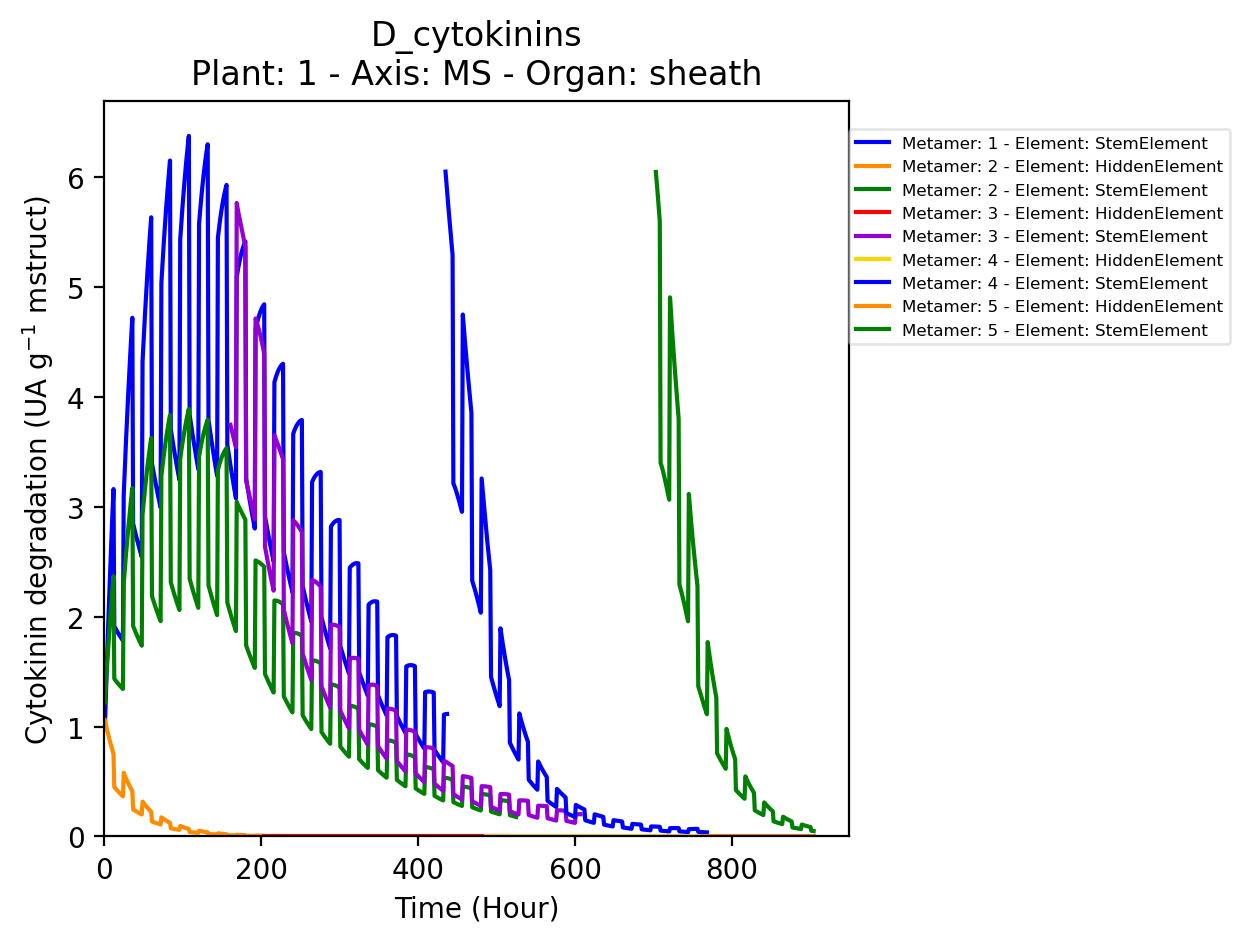 D_cytokinins
Plant: 1 - Axis: MS - Organ: sheath
Cytokinin degradation (UA g⁻¹ mstruct)
6
5
4
3
2
1
0
0 200 400 600 800
Time (Hour)
Metamer: 1 - Element: StemElement
Metamer: 2 - Element: HiddenElement
Metamer: 2 - Element: StemElement
Metamer: 3 - Element: HiddenElement
Metamer: 3 - Element: StemElement
Metamer: 4 - Element: HiddenElement
Metamer: 4 - Element: StemElement
Metamer: 5 - Element: HiddenElement
Metamer: 5 - Element: StemElement